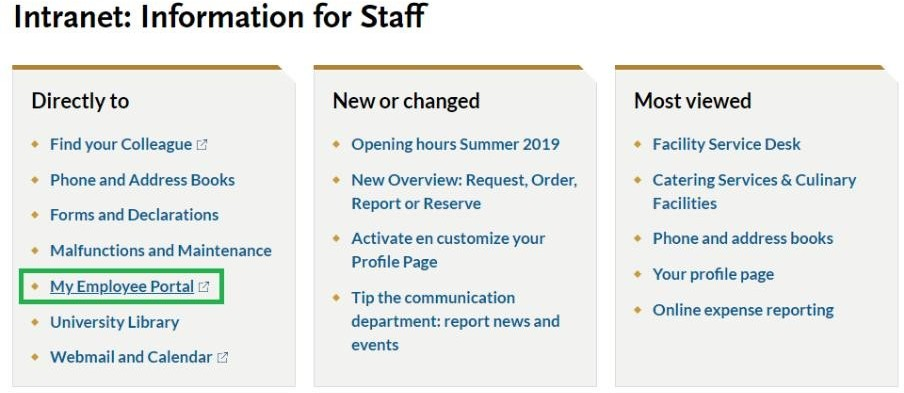 Intranet: Information for Staff
Directly to
Find your Colleague
Phone and Address Books
Forms and Declarations
Malfunctions and Maintenance
My Employee Portal
University Library
Webmail and Calendar
New or changed
Opening hours Summer 2019
New Overview: Request, Order,
Report or Reserve
Activate en customize your
Profile Page
Tip the communication
department: report news and
events
Most viewed
Facility Service Desk
Catering Services & Culinary
Facilities
Phone and address books
Your profile page
Online expense reporting